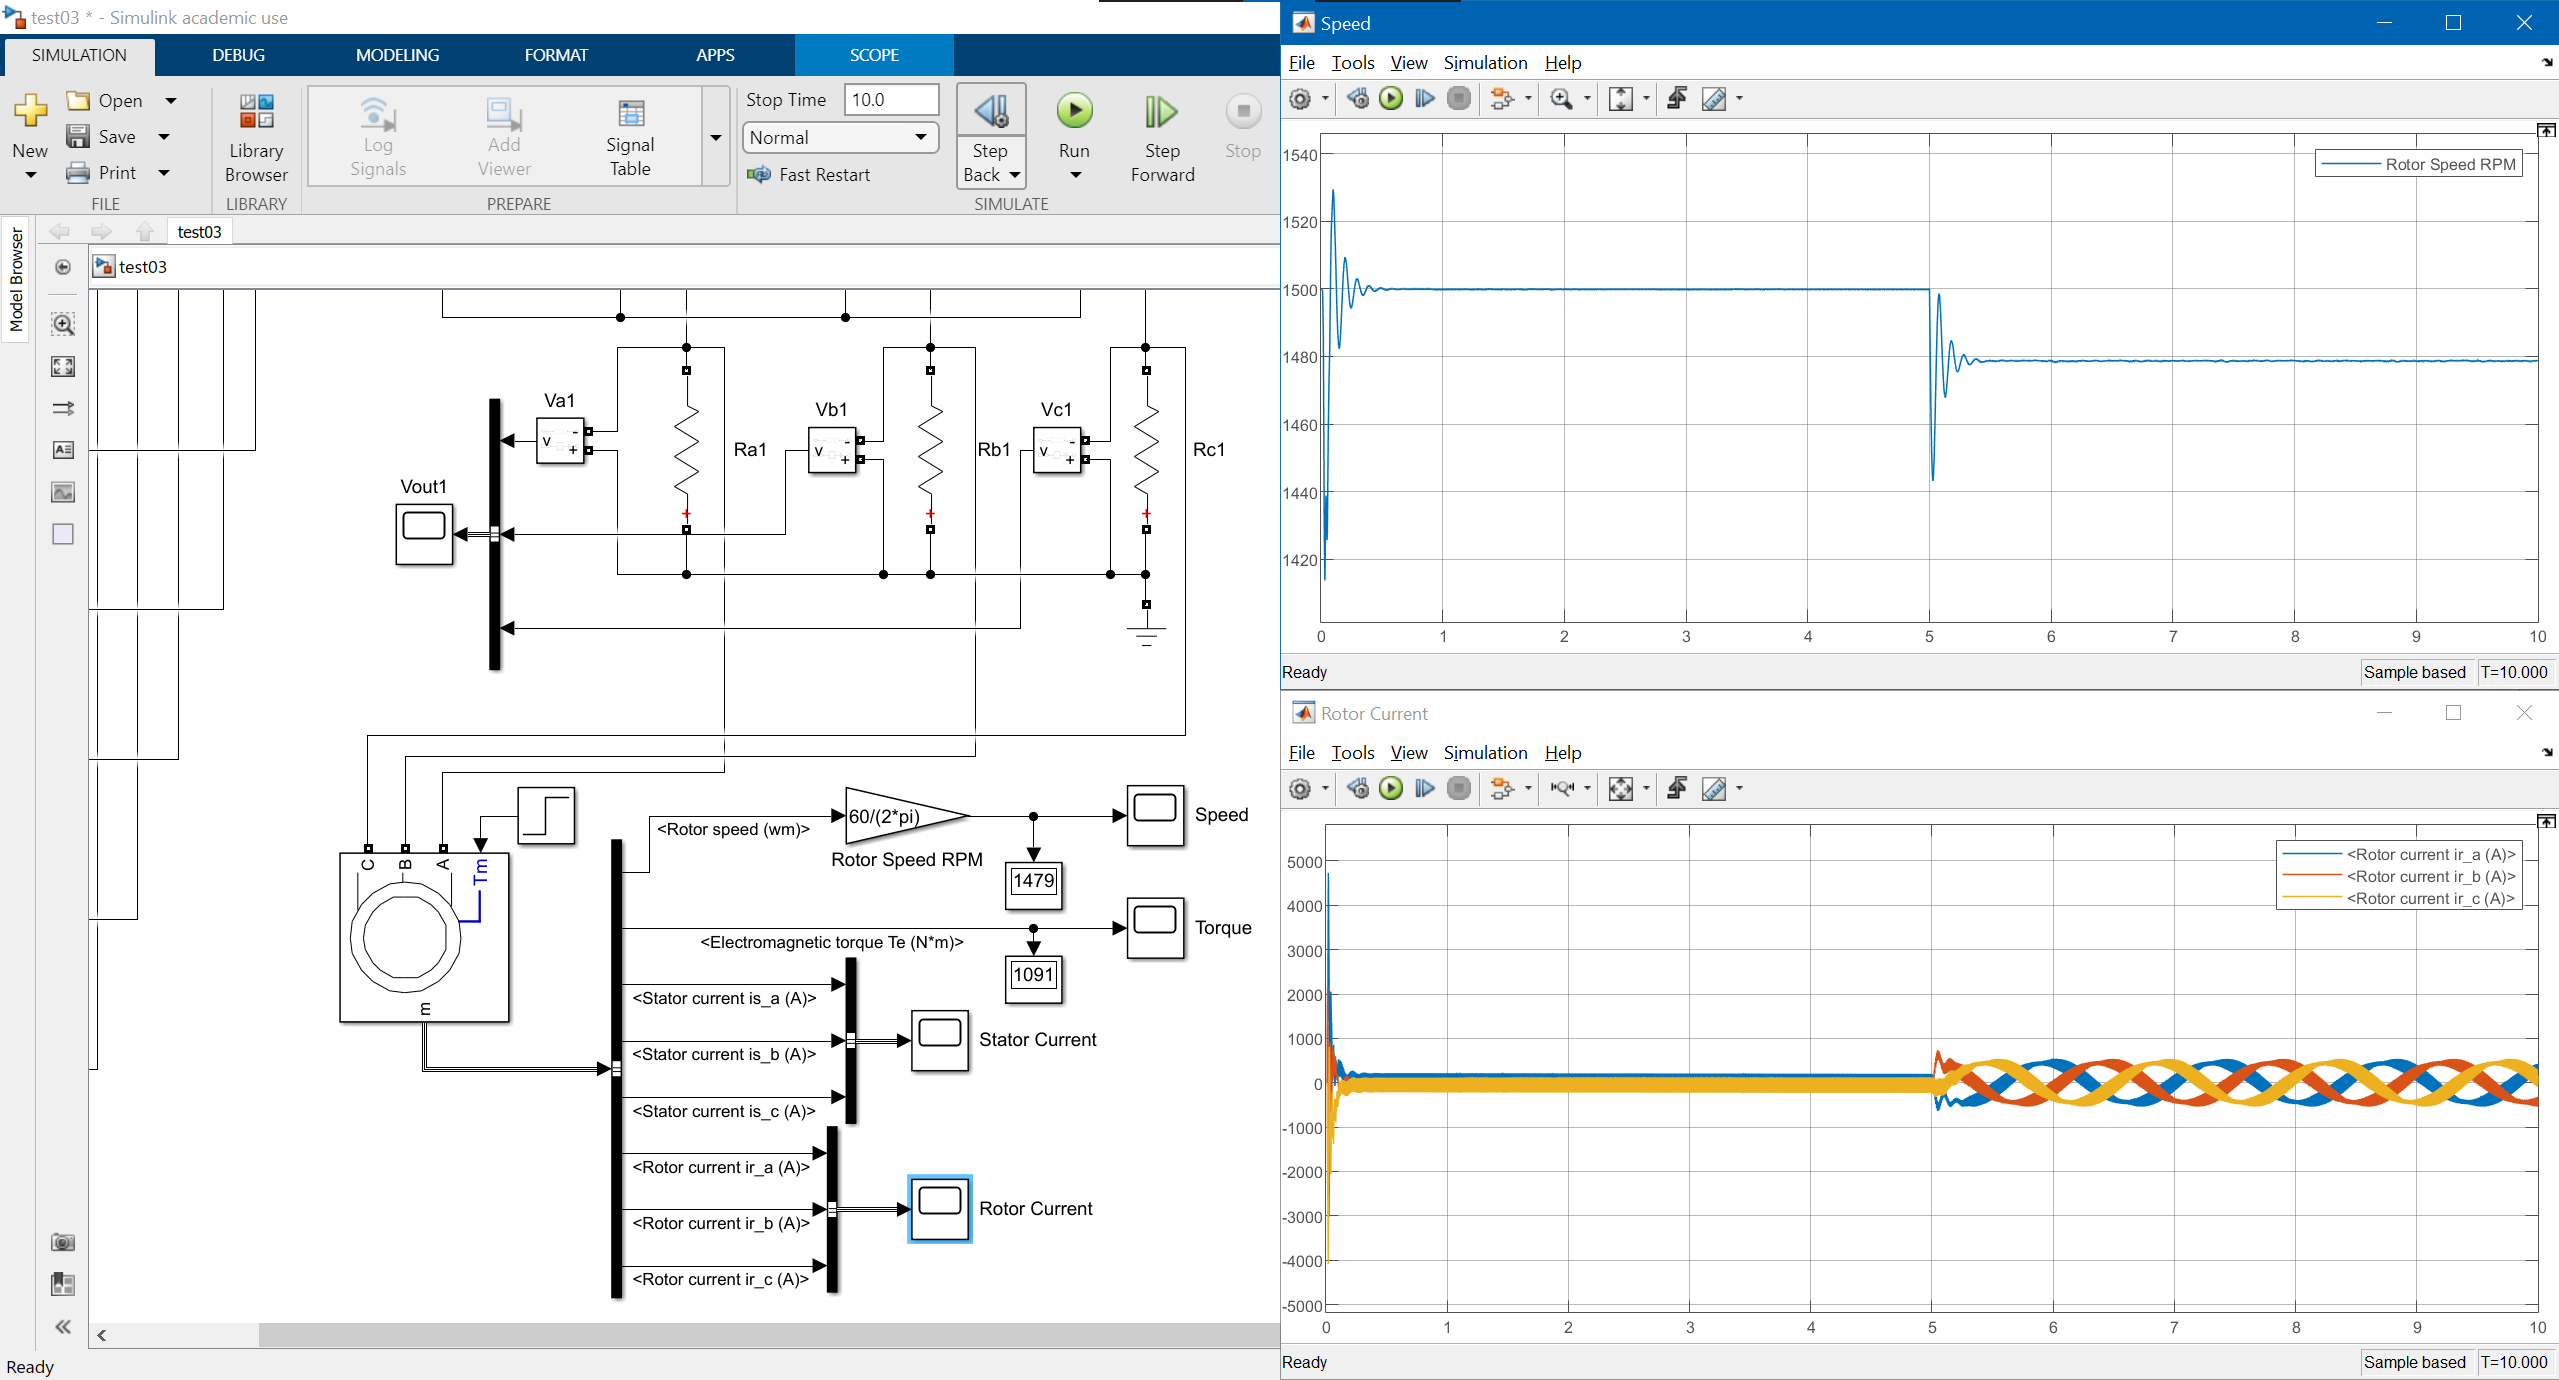 test03 * - Simulink academic use
SIMULATION
DEBUG
MODELING
FORMAT
APPS
SCOPE
New
Open
Save
Print
FILE
Library
Browser
LIBRARY
Log
Signals
Add
Viewer
Signal
Table
PREPARE
Stop Time
10.0
Normal
Fast Restart
Step
Back
Run
Step
Forward
Stop
SIMULATE
Model Browser
test03
test03
Va1
v
-
+
Vb1
v
-
+
Vc1
v
-
+
Ra1
Rb1
Rc1
+
+
+
Vout1
C
B
A
Tm
m
<Rotor speed (wm)>
60/(2*pi)
Rotor Speed RPM
Speed
1479
<Electromagnetic torque Te (N*m)>
Torque
1091
<Stator current is_a (A)>
<Stator current is_b (A)>
<Stator current is_c (A)>
Stator Current
<Rotor current ir_a (A)>
<Rotor current ir_b (A)>
<Rotor current ir_c (A)>
Rotor Current
Ready
Speed
File Tools View Simulation Help
Rotor Speed RPM
1540
1520
1500
1480
1460
1440
1420
0 1 2 3 4 5 6 7 8 9 10
Ready
Sample based T=10.000
Rotor Current
File Tools View Simulation Help
<Rotor current ir_a (A)>
<Rotor current ir_b (A)>
<Rotor current ir_c (A)>
5000
4000
3000
2000
1000
0
-1000
-2000
-3000
-4000
-5000
0 1 2 3 4 5 6 7 8 9 10
Ready
Sample based T=10.000